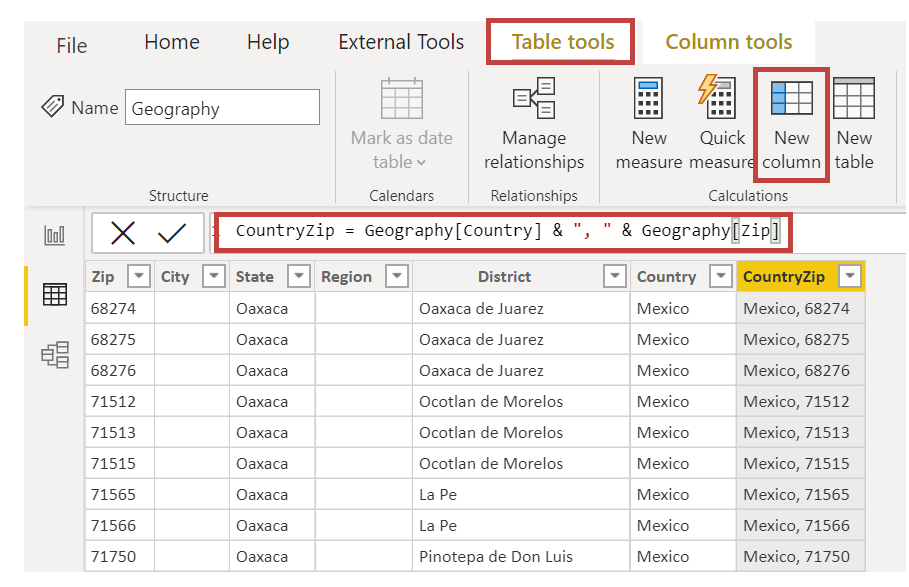 File Home Help External Tools Table tools Column tools
Name Geography
Mark as date table
Manage relationships
New measure
Quick measure
New column
New table
Structure Calendars Relationships Calculations
1 CountryZip = Geography[Country] & ", " & Geography[Zip]
Zip City State Region District Country CountryZip
68274 Oaxaca Oaxaca de Juarez Mexico Mexico, 68274
68275 Oaxaca Oaxaca de Juarez Mexico Mexico, 68275
68276 Oaxaca Oaxaca de Juarez Mexico Mexico, 68276
71512 Oaxaca Ocotlan de Morelos Mexico Mexico, 71512
71513 Oaxaca Ocotlan de Morelos Mexico Mexico, 71513
71515 Oaxaca Ocotlan de Morelos Mexico Mexico, 71515
71565 Oaxaca La Pe Mexico Mexico, 71565
71566 Oaxaca La Pe Mexico Mexico, 71566
71750 Oaxaca Pinotepa de Don Luis Mexico Mexico, 71750